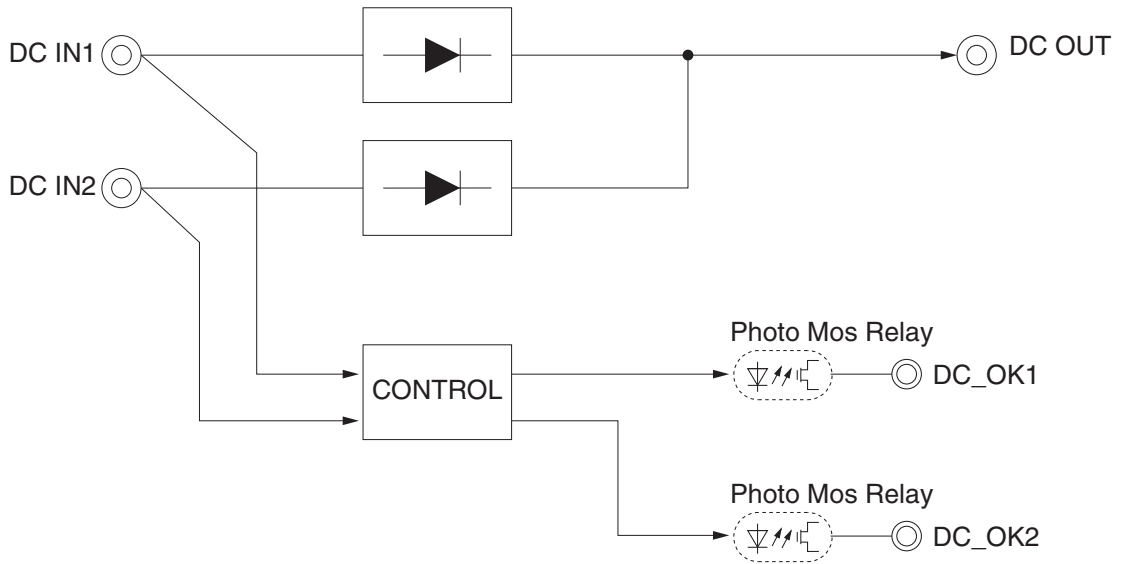 DC IN1
DC OUT
DC IN2
Photo Mos Relay
CONTROL
DC_OK1
Photo Mos Relay
DC_OK2